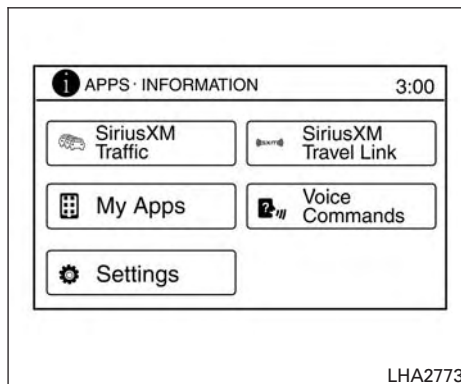 i APPS · INFORMATION 3:00
SiriusXM
Traffic
SiriusXM
Travel Link
My Apps
Voice
Commands
Settings
LHA2773